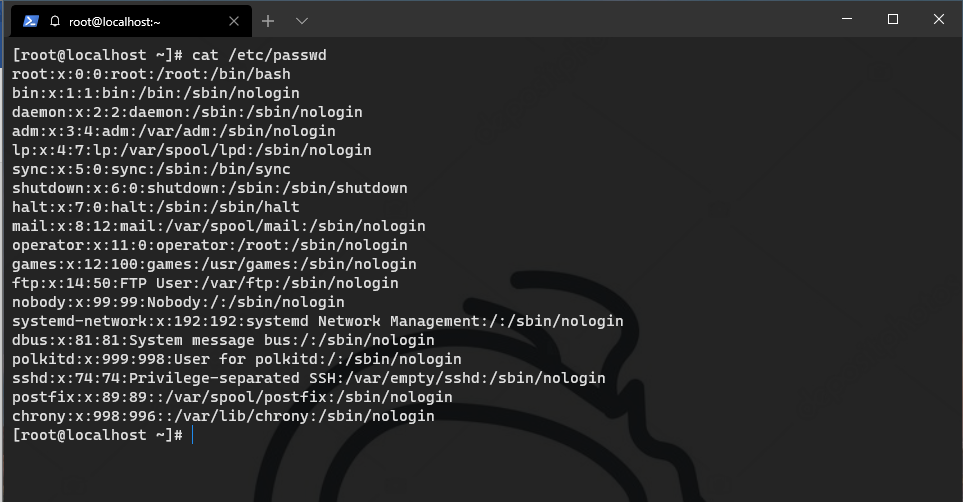 root@localhost:~
[root@localhost ~]# cat /etc/passwd
root:x:0:0:root:/root:/bin/bash
bin:x:1:1:bin:/bin:/sbin/nologin
daemon:x:2:2:daemon:/sbin:/sbin/nologin
adm:x:3:4:adm:/var/adm:/sbin/nologin
lp:x:4:7:lp:/var/spool/lpd:/sbin/nologin
sync:x:5:0:sync:/sbin:/bin/sync
shutdown:x:6:0:shutdown:/sbin:/sbin/shutdown
halt:x:7:0:halt:/sbin:/sbin/halt
mail:x:8:12:mail:/var/spool/mail:/sbin/nologin
operator:x:11:0:operator:/root:/sbin/nologin
games:x:12:100:games:/usr/games:/sbin/nologin
ftp:x:14:50:FTP User:/var/ftp:/sbin/nologin
nobody:x:99:99:Nobody:/:/sbin/nologin
systemd-network:x:192:192:systemd Network Management:/:/sbin/nologin
dbus:x:81:81:System message bus:/:/sbin/nologin
polkitd:x:999:998:User for polkitd:/:/sbin/nologin
sshd:x:74:74:Privilege-separated SSH:/var/empty/sshd:/sbin/nologin
postfix:x:89:89::/var/spool/postfix:/sbin/nologin
chrony:x:998:996::/var/lib/chrony:/sbin/nologin
[root@localhost ~]#